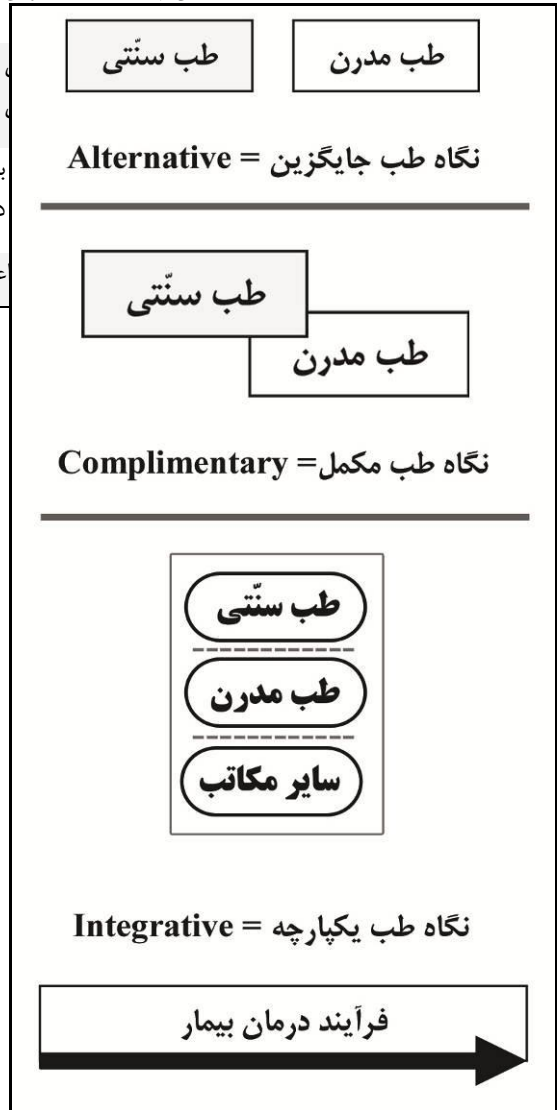 طب مدرن
طب سنّتی
نگاه طب جایگزین = Alternative
طب سنّتی
طب مدرن
نگاه طب مکمل= Complimentary
طب سنّتی
طب مدرن
سایر مکاتب
نگاه طب یکپارچه = Integrative
فرآیند درمان بیمار